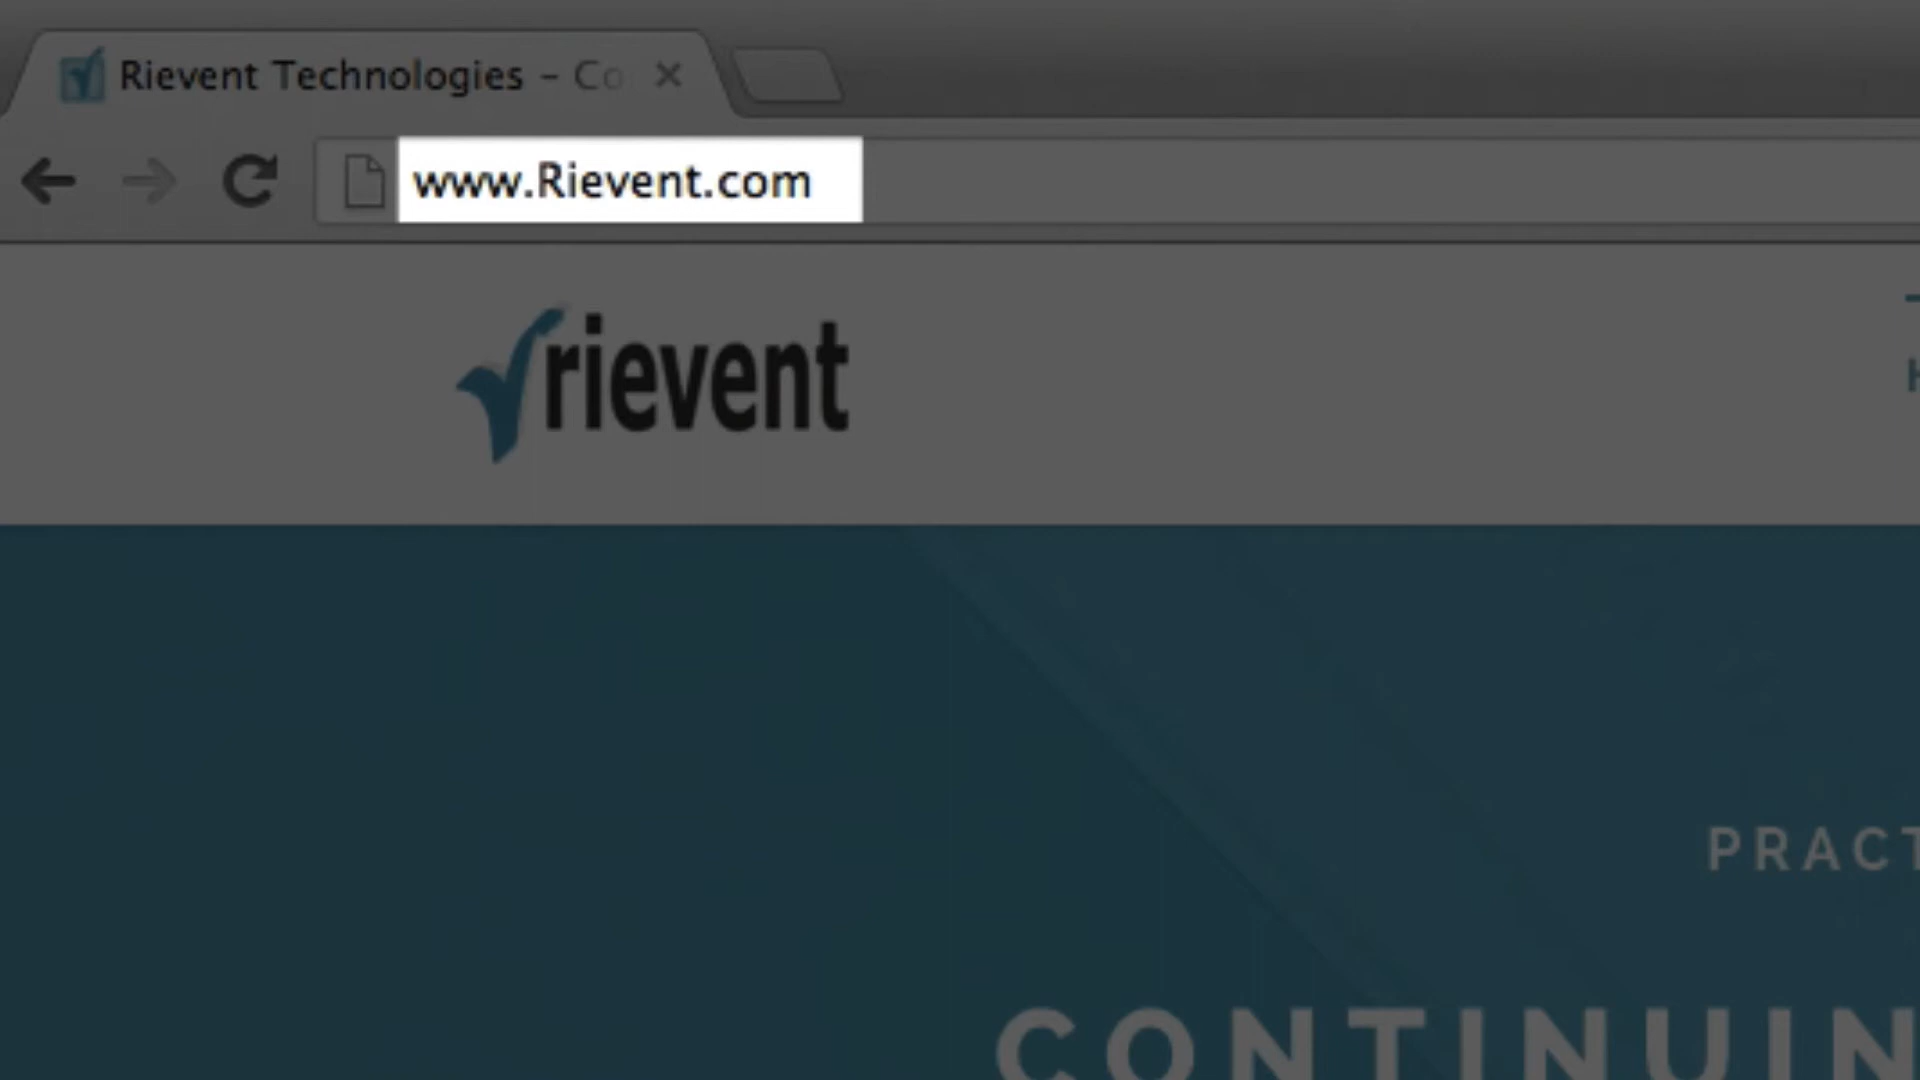 Rievent Technologies – Co
www.Rievent.com
rievent
PRACT
CONTINUIN